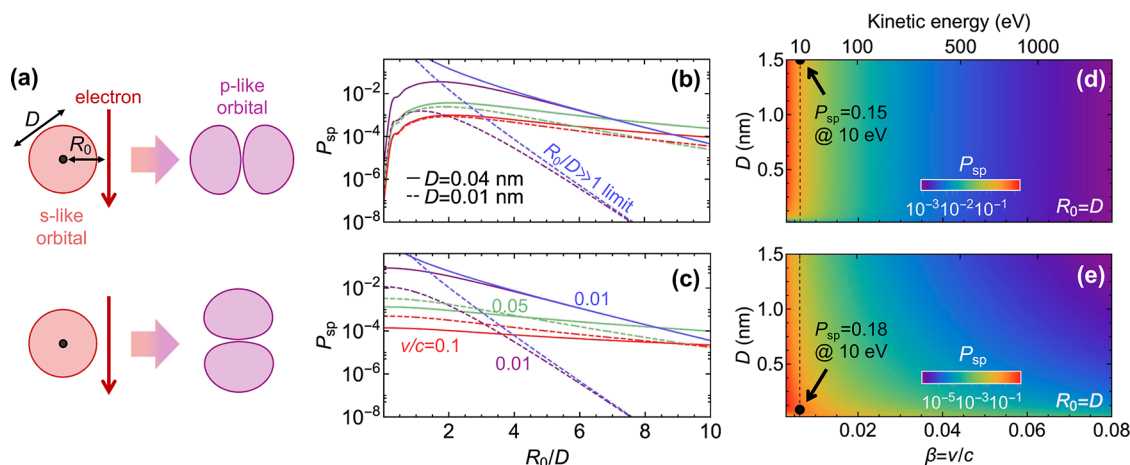 (a)
electron
D
R0
s-like
orbital
p-like
orbital
(b)
Psp
10−2
10−4
10−6
10−8
D=0.04 nm
D=0.01 nm
R0/D≫1 limit
(c)
Psp
10−2
10−4
10−6
10−8
0.05
0.01
v/c=0.1
0.01
0 2 4 6 8 10
R0/D
Kinetic energy (eV)
10 100 500 1000
(d)
D (nm)
1.5
1.0
0.5
Psp=0.15
@ 10 eV
Psp
10−3 10−2 10−1
R0=D
(e)
D (nm)
1.5
1.0
0.5
Psp=0.18
@ 10 eV
Psp
10−5 10−3 10−1
R0=D
0.02 0.04 0.06 0.08
β=v/c